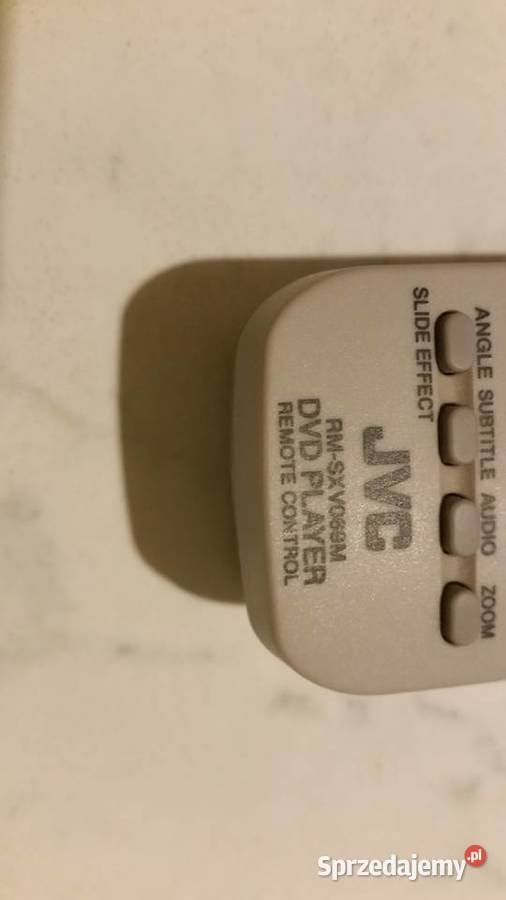 ANGLE SUBTITLE AUDIO ZOOM
SLIDE EFFECT
JVC
RM-SXV069M
DVD PLAYER
REMOTE CONTROL
Sprzedajemy.pl